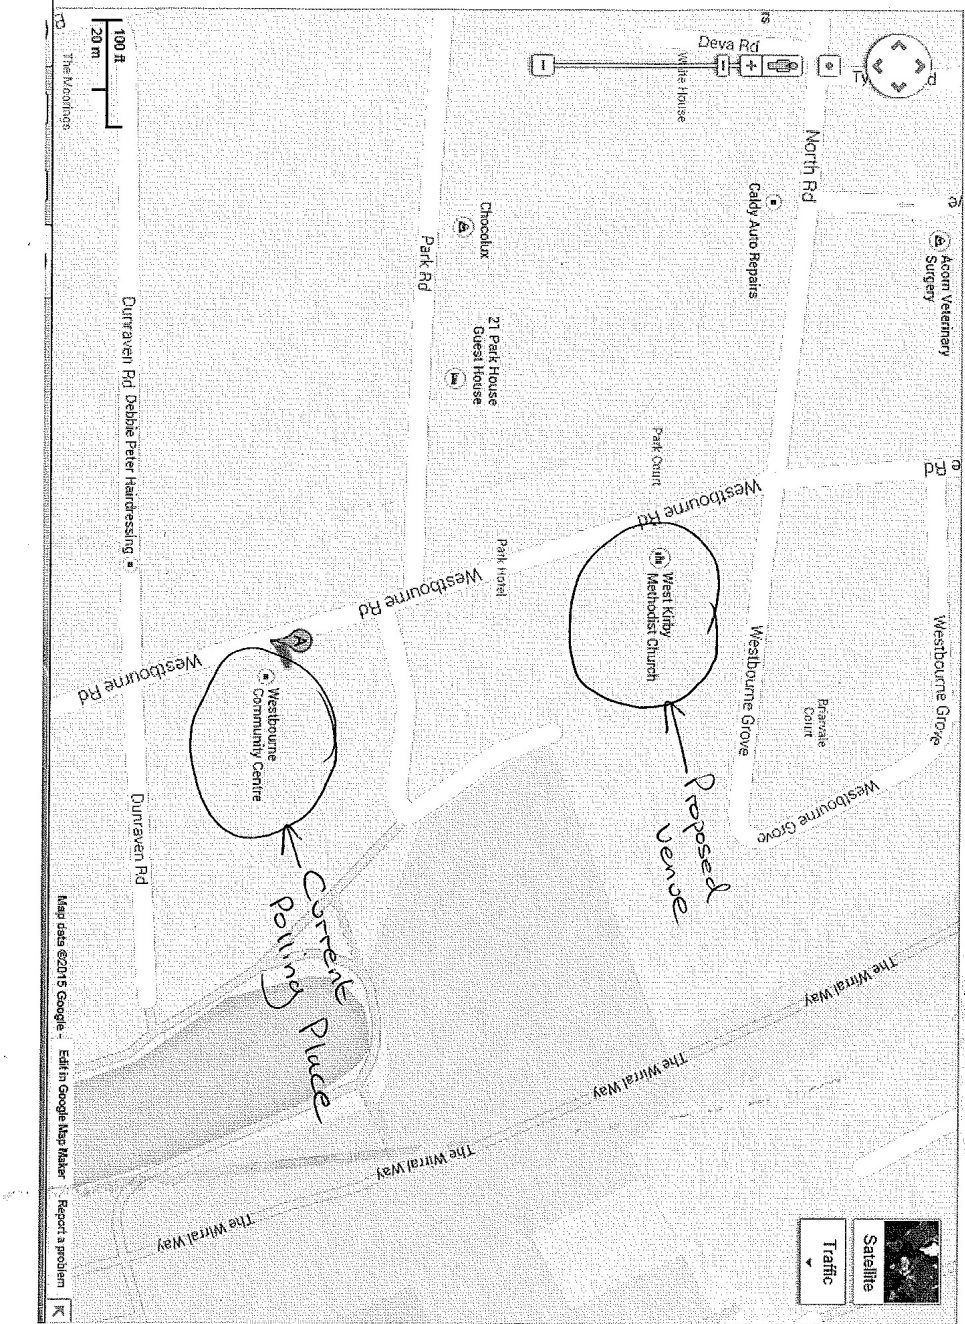 Acorn Veterinary
Surgery
North Rd
Caldy Auto Repairs
Deva Rd
White House
Westbourne Grove
Westbourne Grove
Westbourne Grove
Briarvale
Court
Westbourne Rd
Park Court
West Kirby
Methodist Church
Proposed
venue
Chocolux
21 Park House
Guest House
Park Hotel
Park Rd
Westbourne Rd
A
Westbourne
Community Centre
Current
Polling Place
Westbourne Rd
Dunraven Rd
Debbie Peter Hairdressing
Dunraven Rd
The Wirral Way
The Wirral Way
The Wirral Way
The Wirral Way
Satellite
Traffic
100 ft
20 m
The Moorings
Map data ©2015 Google -
Edit in Google Map Maker
Report a problem